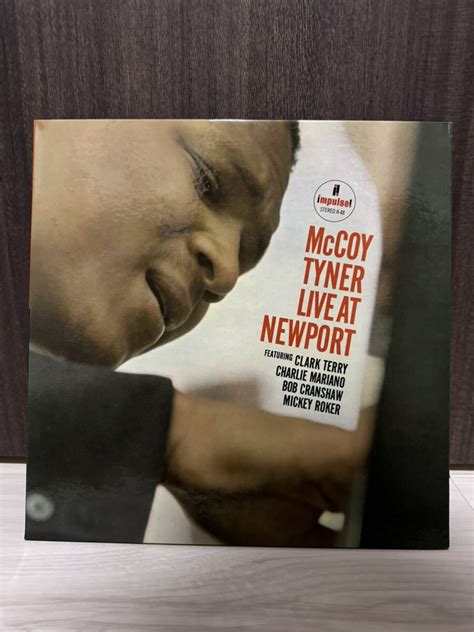 impulse!
STEREO A-48
McCOY
TYNER
LIVE AT
NEWPORT
FEATURING CLARK TERRY
CHARLIE MARIANO
BOB CRANSHAW
MICKEY ROKER